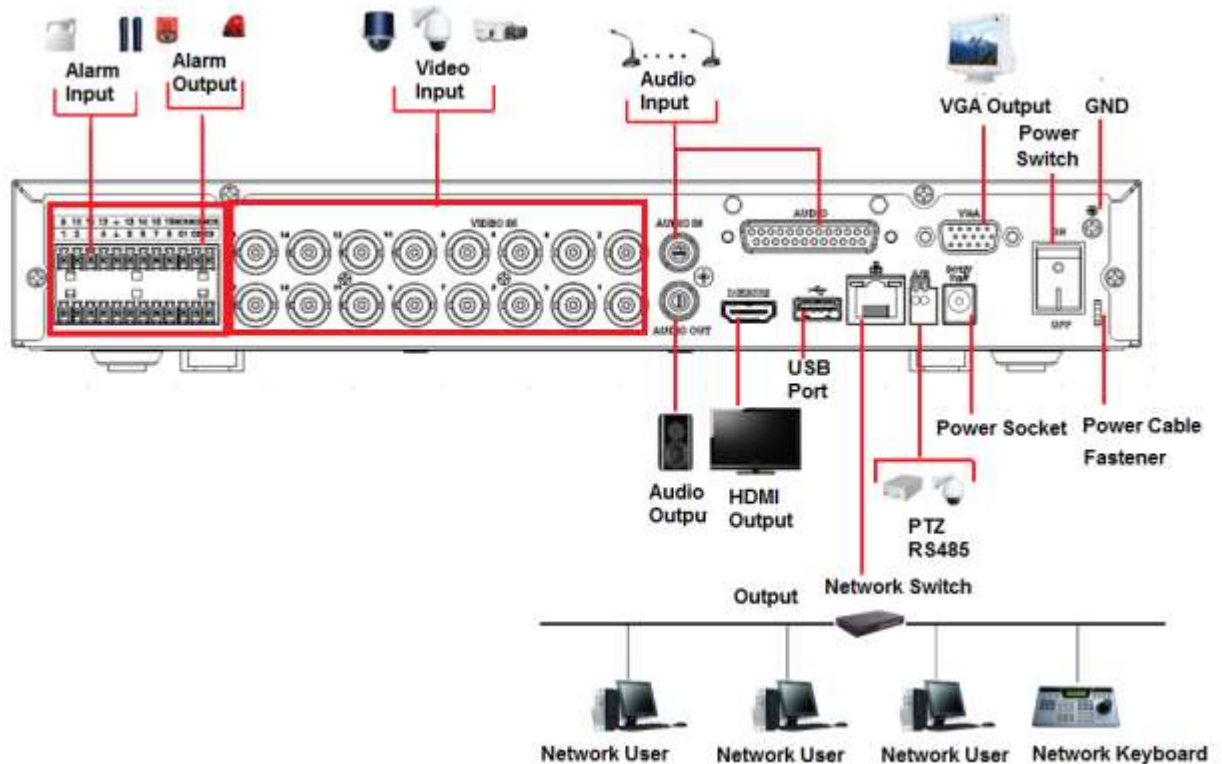 Alarm
Input
Alarm
Output
Video
Input
Audio
Input
VGA Output
GND
Power
Switch
VIDEO IN
AUDIO IN
AUDIO
VGA
AUDIO OUT
OFF
USB
Port
Power Socket
Power Cable
Fastener
Audio
Outpu
HDMI
Output
PTZ
RS485
Network Switch
Output
Network User
Network User
Network User
Network Keyboard